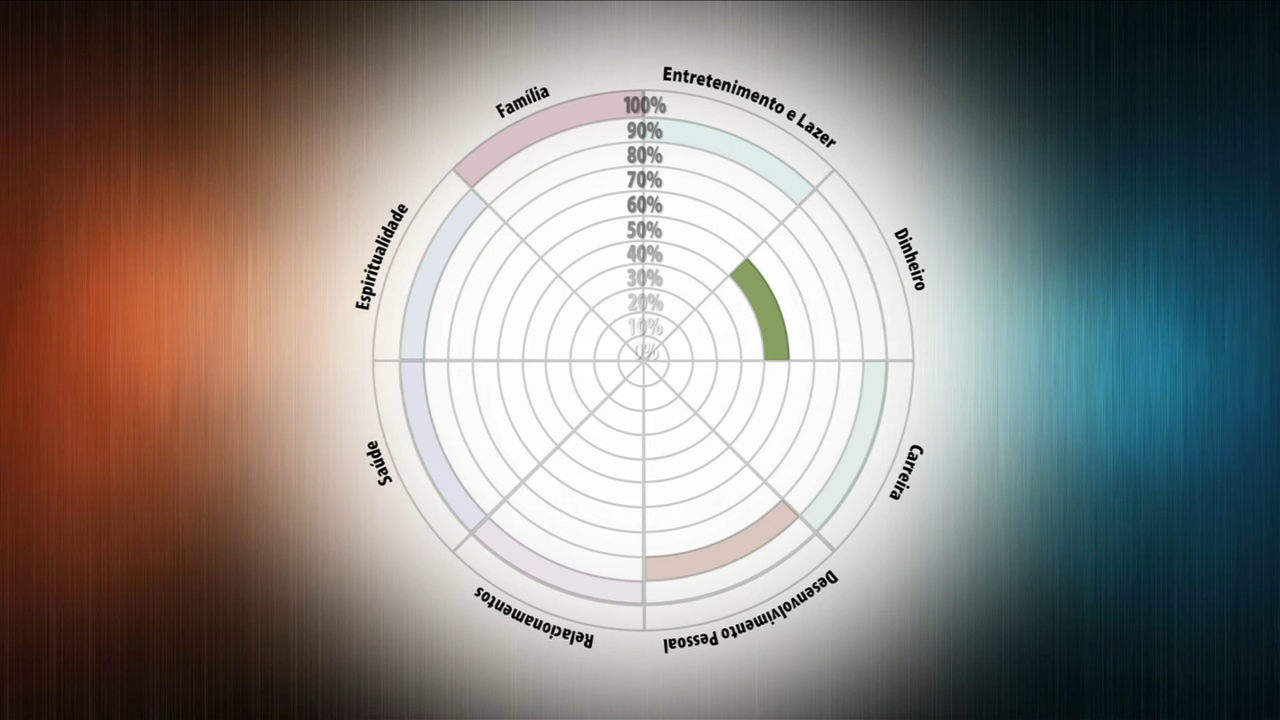 Entretenimento e Lazer
Família
100%
90%
80%
70%
60%
50%
40%
30%
20%
10%
0%
Espiritualidade
Dinheiro
Saúde
Carreira
Relacionamentos
Desenvolvimento Pessoal